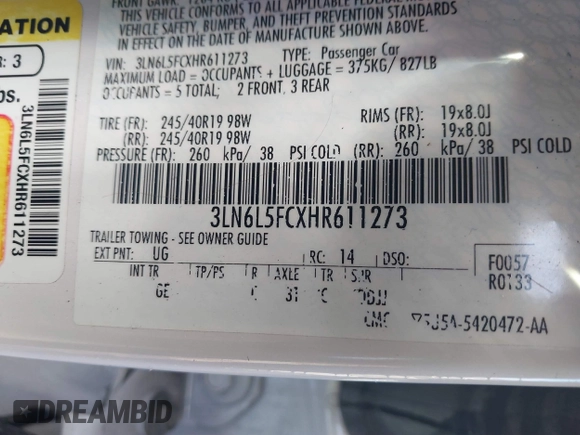 FRONT GAWR:
THIS VEHICLE CONFORMS TO ALL APPLICABLE FEDERAL
VEHICLE SAFETY, BUMPER, AND THEFT PREVENTION STANDARDS
IN EFFECT ON THE DATE OF MANUFACTURE SHOWN ABOVE.
VIN: 3LN6L5FCXHR611273 TYPE: Passenger Car
MAXIMUM LOAD = OCCUPANTS + LUGGAGE = 375KG/ 827LB
OCCUPANTS = 5 TOTAL; 2 FRONT, 3 REAR
TIRE (FR): 245/40R19 98W RIMS (FR): 19x8.0J
(RR): 245/40R19 98W (RR): 19x8.0J
PRESSURE (FR): 260 kPa/ 38 PSI COLD (RR): 260 kPa/ 38 PSI COLD
3LN6L5FCXHR611273
TRAILER TOWING - SEE OWNER GUIDE
EXT PNT: UG RC: 14 DSO:
F0057
R0133
INT TR TP/PS R AXLE TR SPR
GE
5420472-AA
3LN6L5FCXHR611273
: 3
DREAMBID